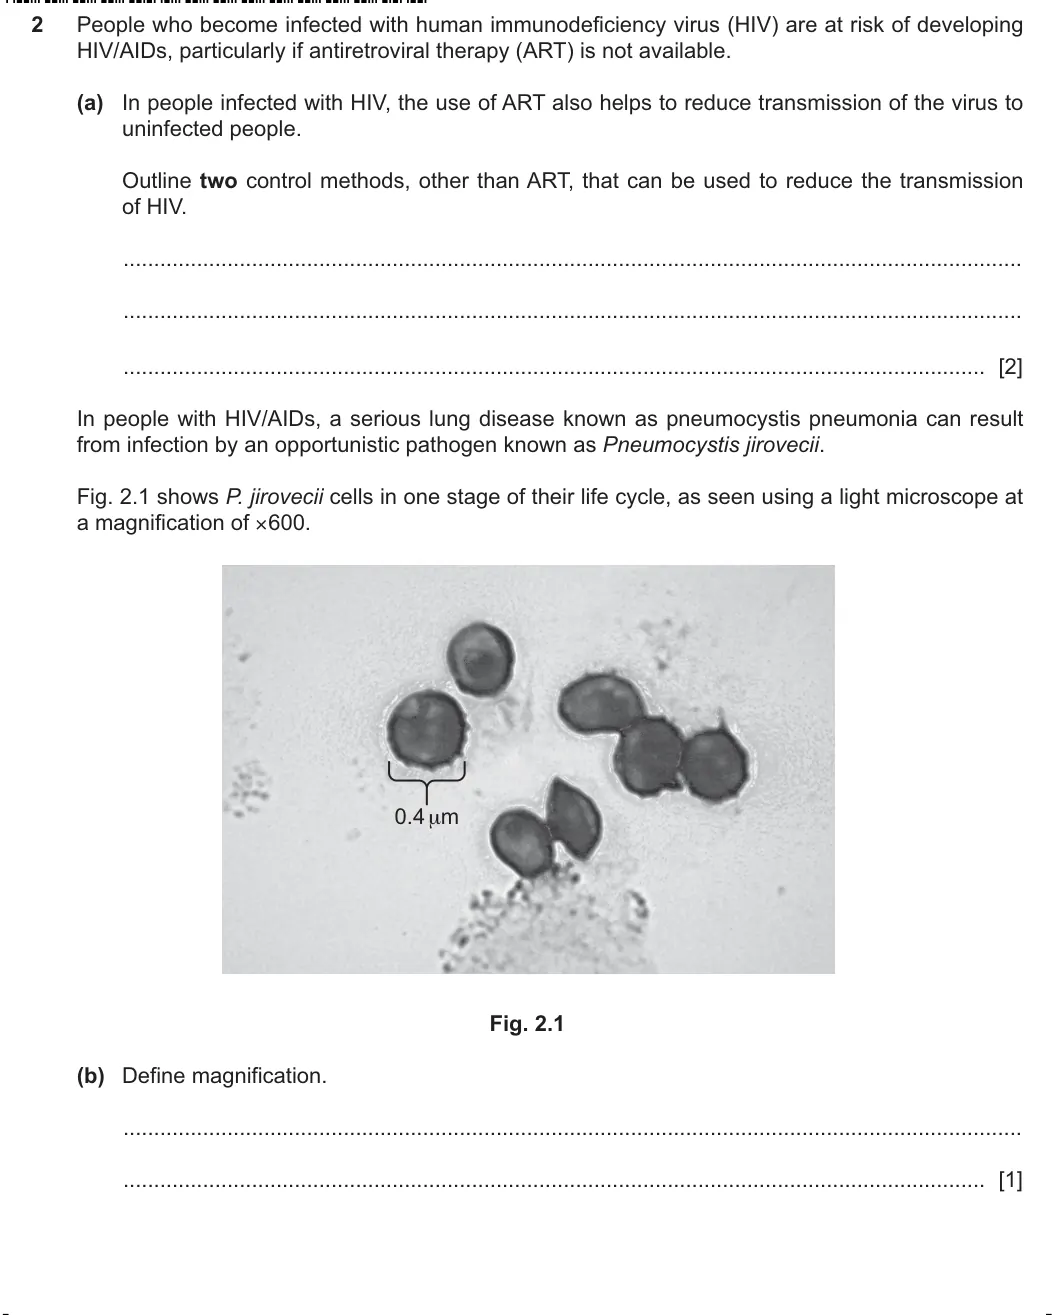 2 People who become infected with human immunodeficiency virus (HIV) are at risk of developing
HIV/AIDs, particularly if antiretroviral therapy (ART) is not available.
(a) In people infected with HIV, the use of ART also helps to reduce transmission of the virus to
uninfected people.
Outline two control methods, other than ART, that can be used to reduce the transmission
of HIV.
[2]
In people with HIV/AIDs, a serious lung disease known as pneumocystis pneumonia can result
from infection by an opportunistic pathogen known as Pneumocystis jirovecii.
Fig. 2.1 shows P. jirovecii cells in one stage of their life cycle, as seen using a light microscope at
a magnification of ×600.
0.4 µm
Fig. 2.1
(b) Define magnification.
[1]